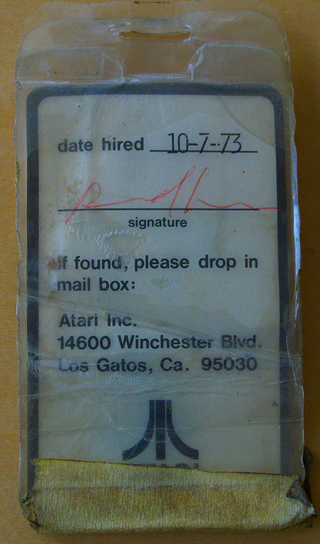 date hired 10-7-73
signature
If found, please drop in
mail box:
Atari Inc.
14600 Winchester Blvd.
Los Gatos, Ca. 95030